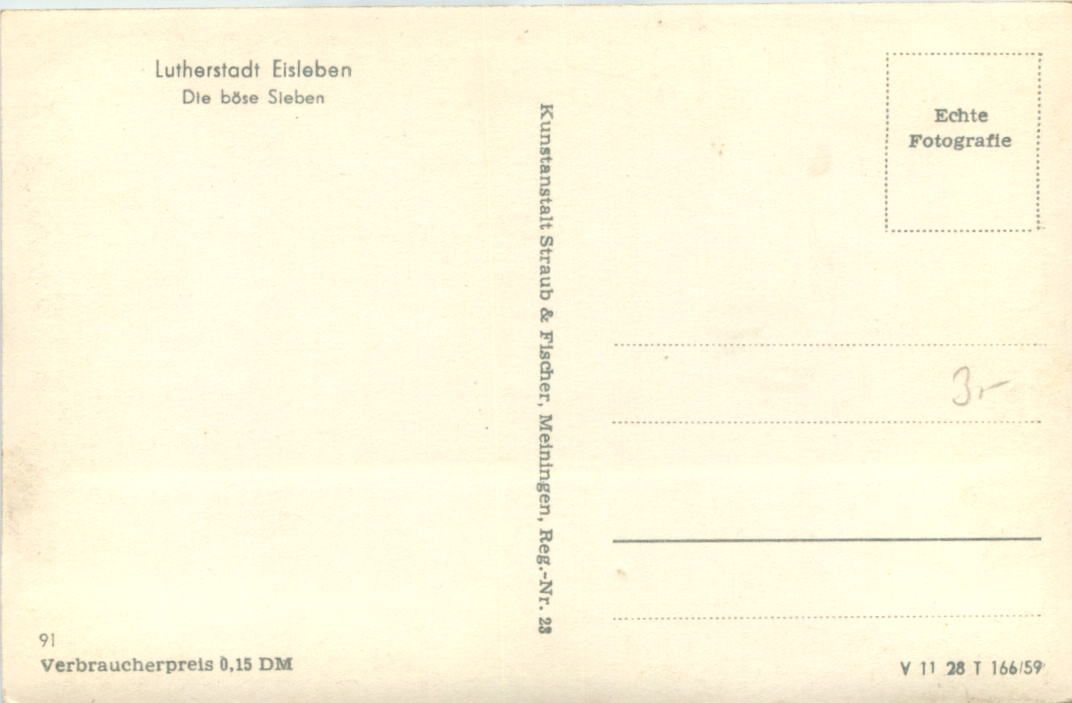 Lutherstadt Eisleben
Die böse Sieben
Kunstanstalt Straub & Fischer, Meiningen, Reg.-Nr. 23
Echte
Fotografie
3,-
91
Verbraucherpreis 0,15 DM
V 11 28 T 166/59